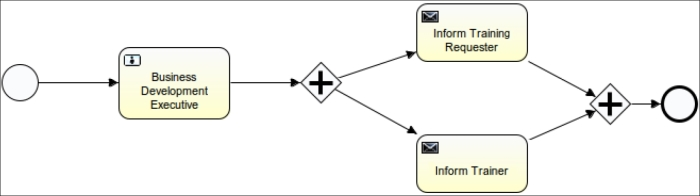 Business
Development
Executive
Inform Training
Requester
Inform Trainer